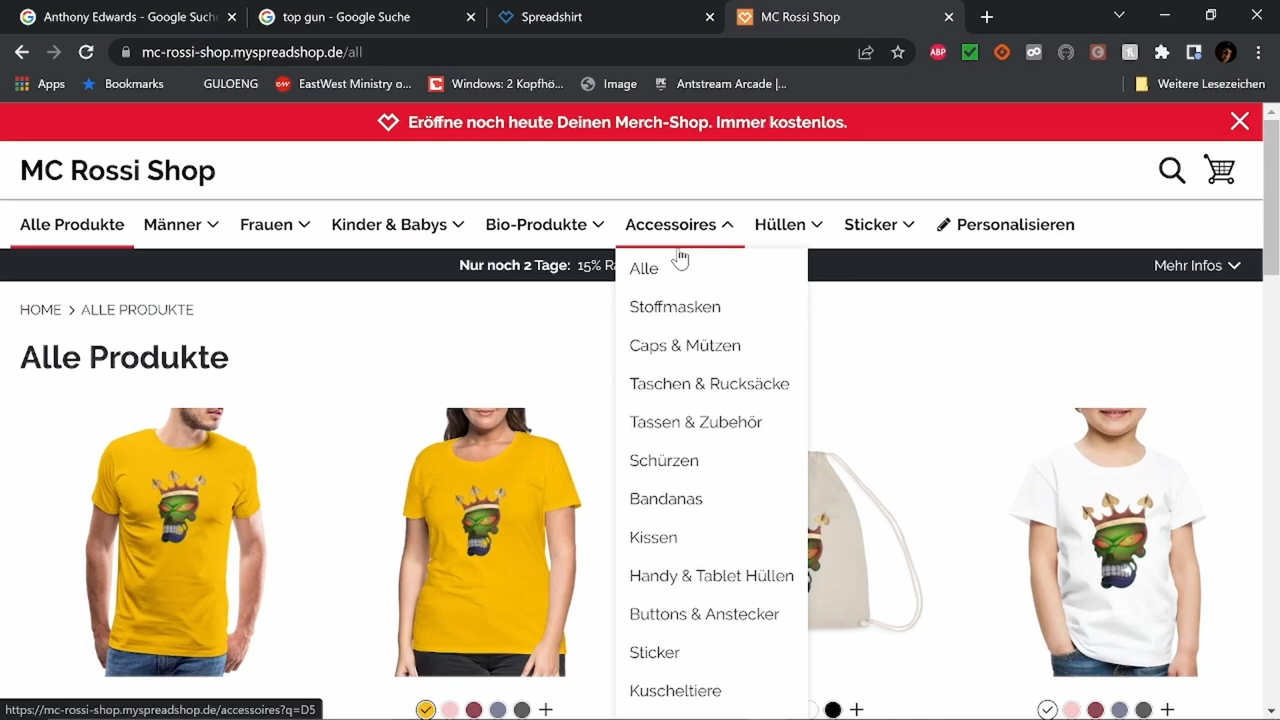 Anthony Edwards - Google Suche
top gun - Google Suche
Spreadshirt
MC Rossi Shop
mc-rossi-shop.myspreadshop.de/all
ABP
Apps
Bookmarks
GULOENG
EastWest Ministry o...
Windows: 2 Kopfhö...
Image
Antstream Arcade |...
Weitere Lesezeichen
Eröffne noch heute Deinen Merch-Shop. Immer kostenlos.
MC Rossi Shop
Alle Produkte
Männer
Frauen
Kinder & Babys
Bio-Produkte
Accessoires
Hüllen
Sticker
Personalisieren
Nur noch 2 Tage: 15% R
Mehr Infos
HOME > ALLE PRODUKTE
Alle Produkte
Alle
Stoffmasken
Caps & Mützen
Taschen & Rucksäcke
Tassen & Zubehör
Schürzen
Bandanas
Kissen
Handy & Tablet Hüllen
Buttons & Anstecker
Sticker
Kuscheltiere
https://mc-rossi-shop.myspreadshop.de/accessoires?q=D5